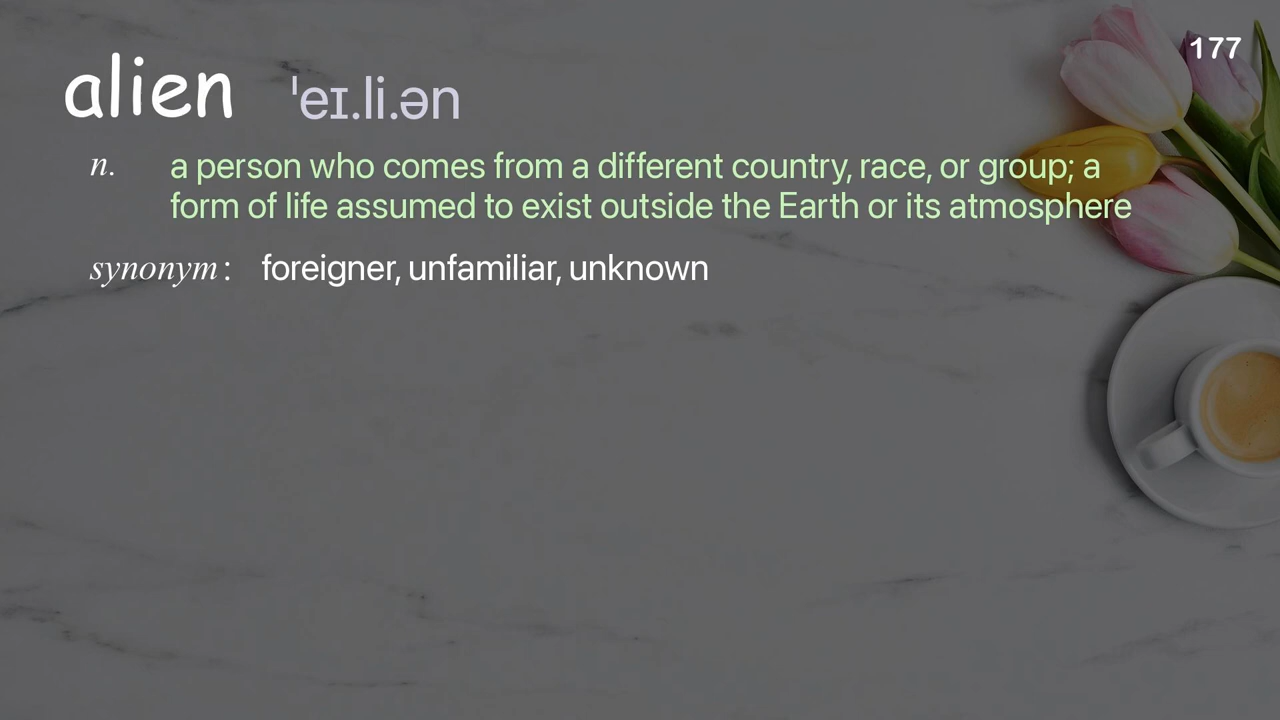 177
alien ˈeɪ.li.ən
n. a person who comes from a different country, race, or group; a
form of life assumed to exist outside the Earth or its atmosphere
synonym: foreigner, unfamiliar, unknown